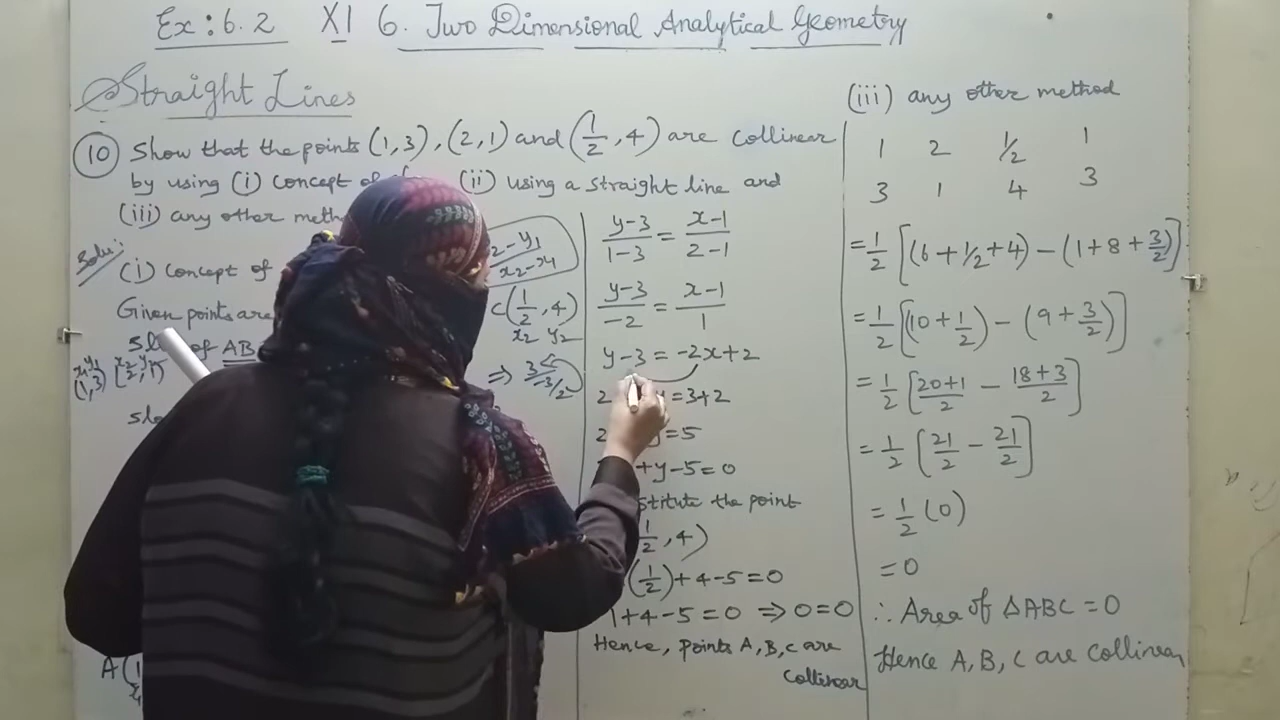 Ex: 6.2 XI 6. Two Dimensional Analytical Geometry
Straight Lines
(10) Show that the points (1, 3), (2, 1) and (1/2, 4) are collinear
by using (i) concept of (ii) using a straight line and
(iii) any other meth
Solu:
(i) concept of
Given points are
C(1/2, 4)
x2 y2
of AB
x1 y1 x2 y2
(1, 3) (2, 1)
⇒ 3/(-3/2)
A(1
(y-3)/(1-3) = (x-1)/(2-1)
(y-3)/(-2) = (x-1)/1
y-3 = -2x+2
= 3+2
= 5
+y-5=0
the point
1/2, 4)
(1/2)+4-5=0
1+4-5=0 ⇒ 0=0
Hence, points A, B, C are
collinear
(iii) any other method
1 2 1/2 1
3 1 4 3
= 1/2 [(6+1/2+4) - (1+8+3/2)]
= 1/2 [(10+1/2) - (9+3/2)]
= 1/2 [(20+1)/2 - (18+3)/2]
= 1/2 [21/2 - 21/2]
= 1/2 (0)
= 0
∴ Area of ΔABC = 0
Hence A, B, C are collinear